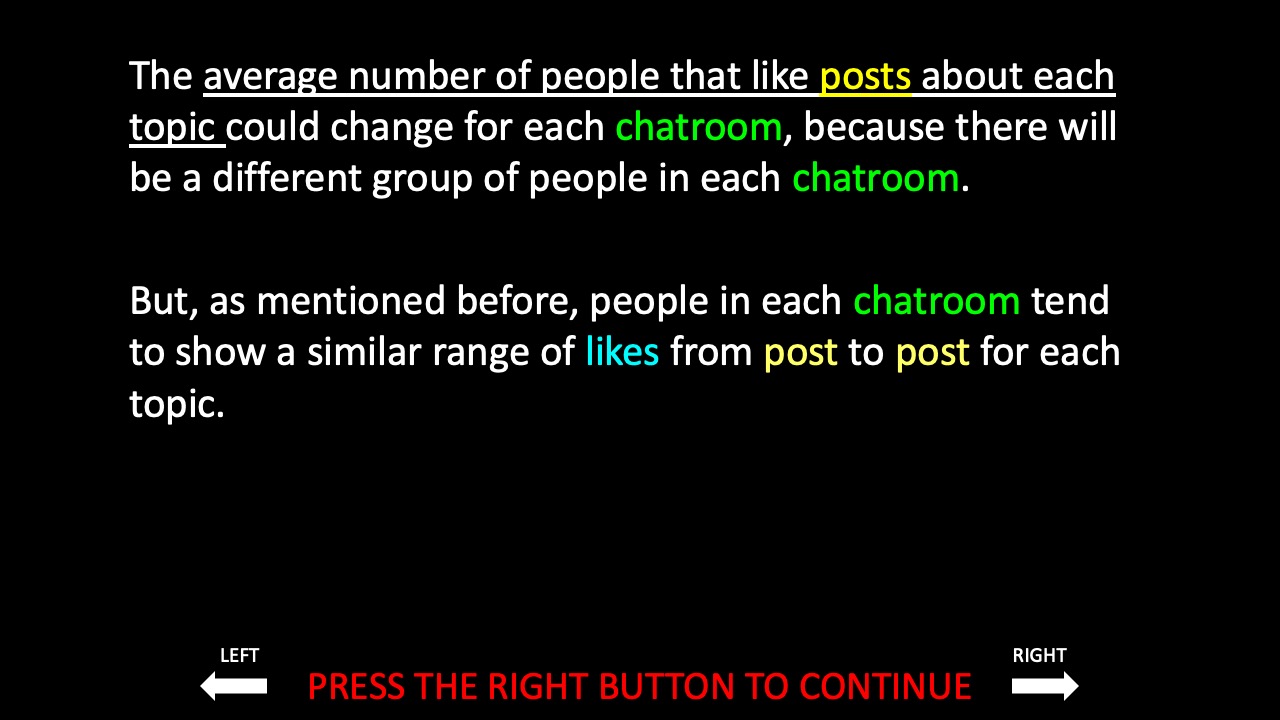 The average number of people that like posts about each
topic could change for each chatroom, because there will
be a different group of people in each chatroom.
But, as mentioned before, people in each chatroom tend
to show a similar range of likes from post to post for each
topic.
LEFT
RIGHT
PRESS THE RIGHT BUTTON TO CONTINUE